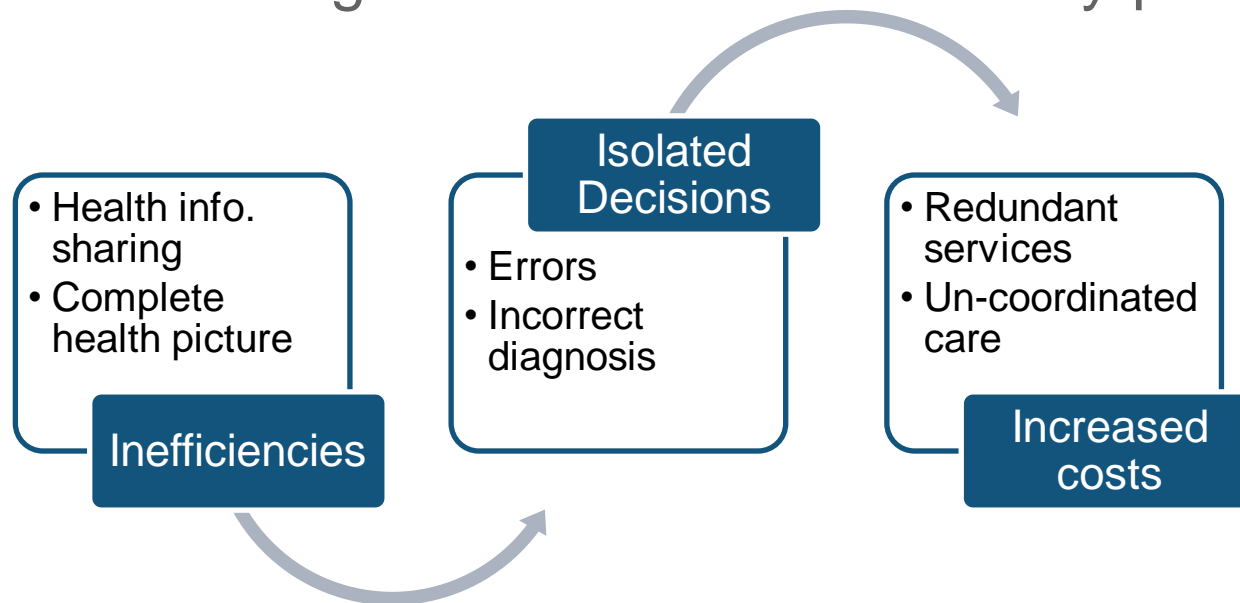 • Health info.
sharing
• Complete
health picture
Inefficiencies
Isolated
Decisions
• Errors
• Incorrect
diagnosis
• Redundant
services
• Un-coordinated
care
Increased
costs